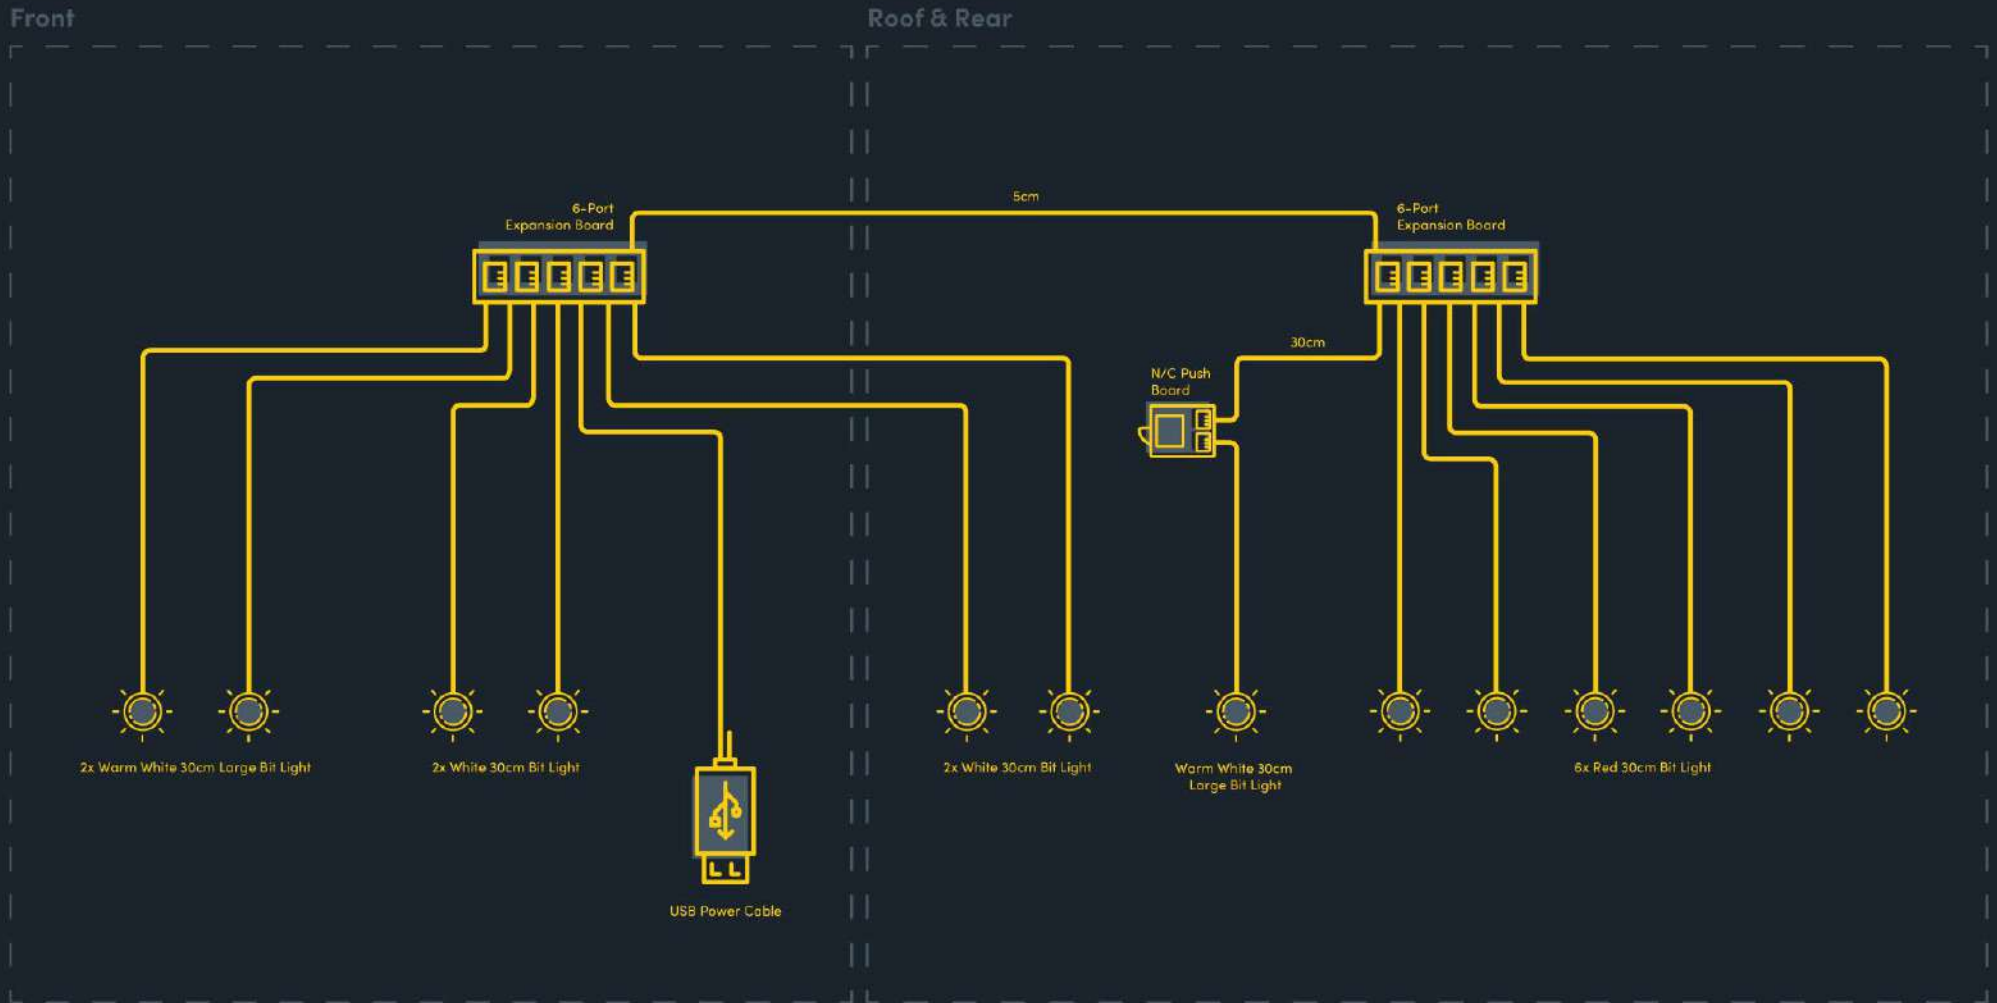 Front
Roof & Rear
5cm
6-Port
Expansion Board
6-Port
Expansion Board
30cm
N/C Push
Board
2x Warm White 30cm Large Bit Light
2x White 30cm Bit Light
2x White 30cm Bit Light
Warm White 30cm
Large Bit Light
6x Red 30cm Bit Light
USB Power Cable